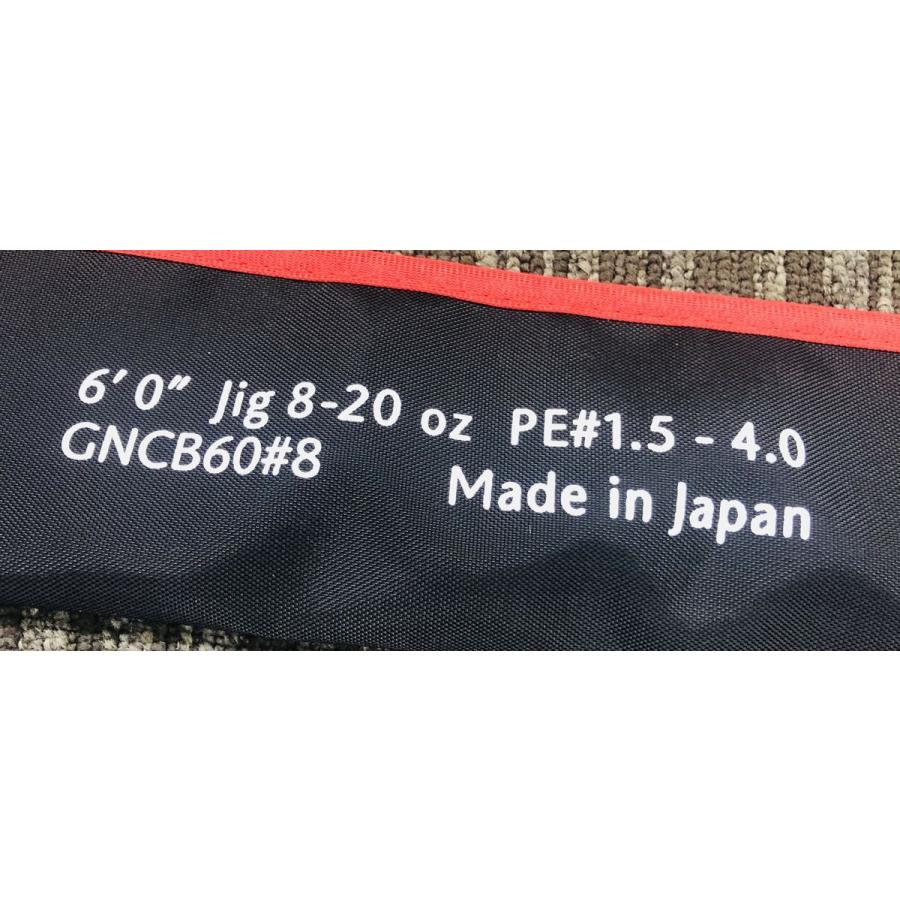 6′0″ Jig 8-20 oz PE#1.5 - 4.0
GNCB60#8
Made in Japan